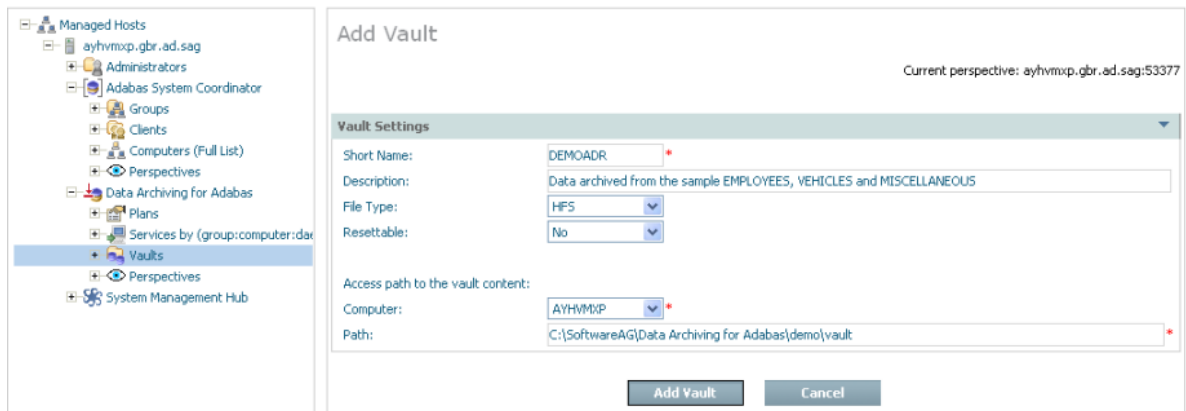 Managed Hosts
ayhvmxp.gbr.ad.sag
Administrators
Adabas System Coordinator
Groups
Clients
Computers (Full List)
Perspectives
Data Archiving for Adabas
Plans
Services by (group:computer:dae
Vaults
Perspectives
System Management Hub
Add Vault
Current perspective: ayhvmxp.gbr.ad.sag:53377
Vault Settings
Short Name: DEMOADR *
Description: Data archived from the sample EMPLOYEES, VEHICLES and MISCELLANEOUS
File Type: HFS
Resettable: No
Access path to the vault content:
Computer: AYHVMXP *
Path: C:\SoftwareAG\Data Archiving for Adabas\demo\vault *
Add Vault Cancel